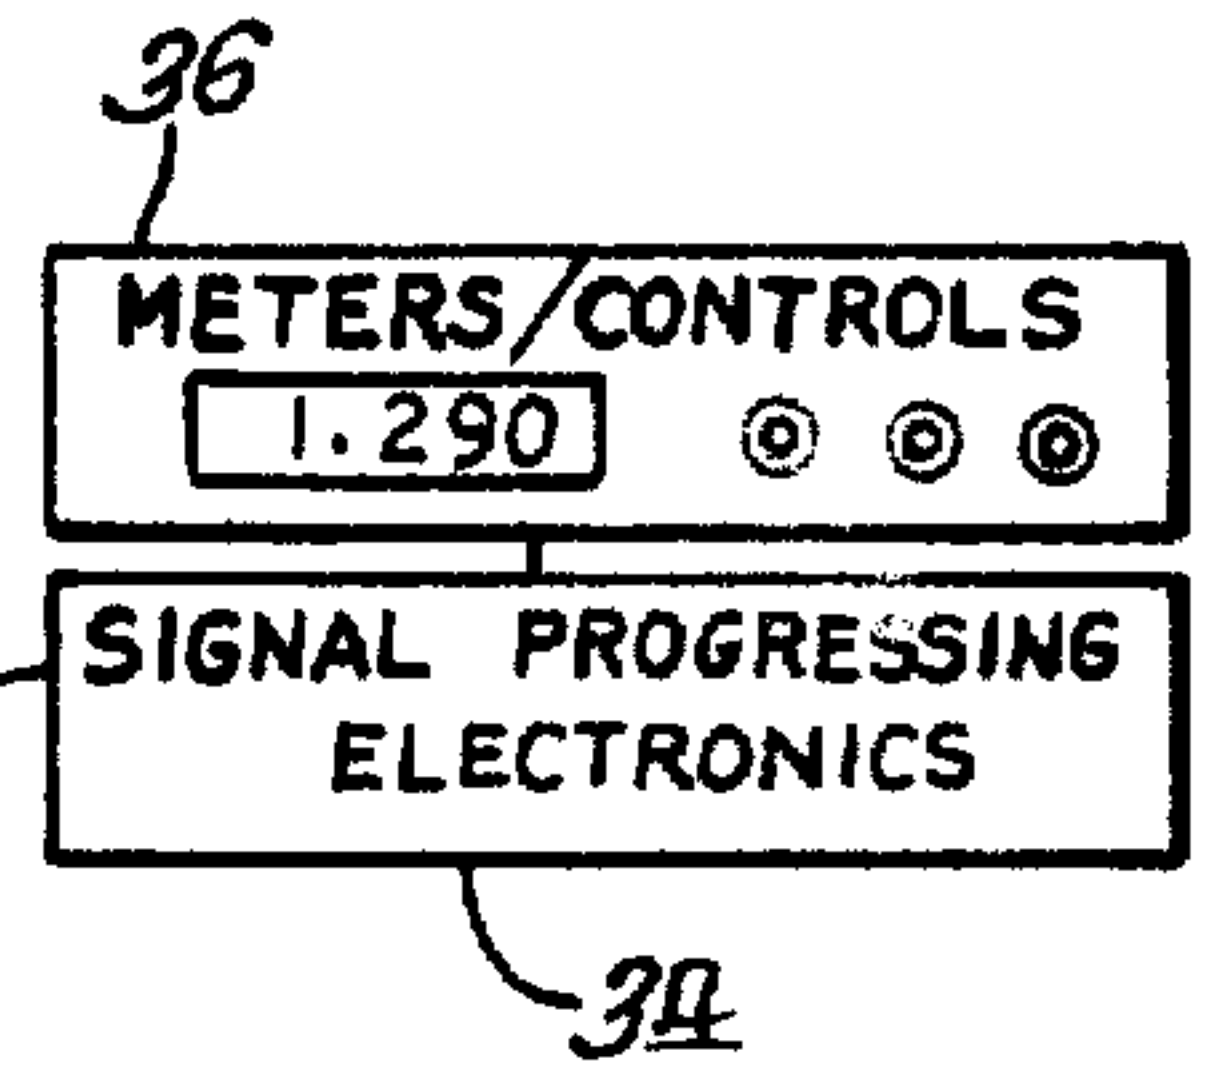 36
METERS/CONTROLS
1.290
SIGNAL PROGRESSING
ELECTRONICS
34